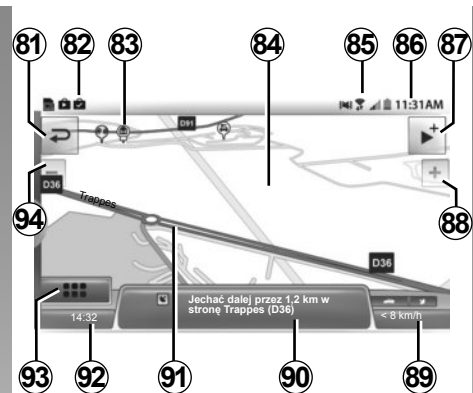 81 82 83 84 85 86 87
11:31AM
D91
D36
Trappes
94
88
D36
Jechać dalej przez 1,2 km w
stronę Trappes (D36)
14:32
< 8 km/h
93 92 91 90 89